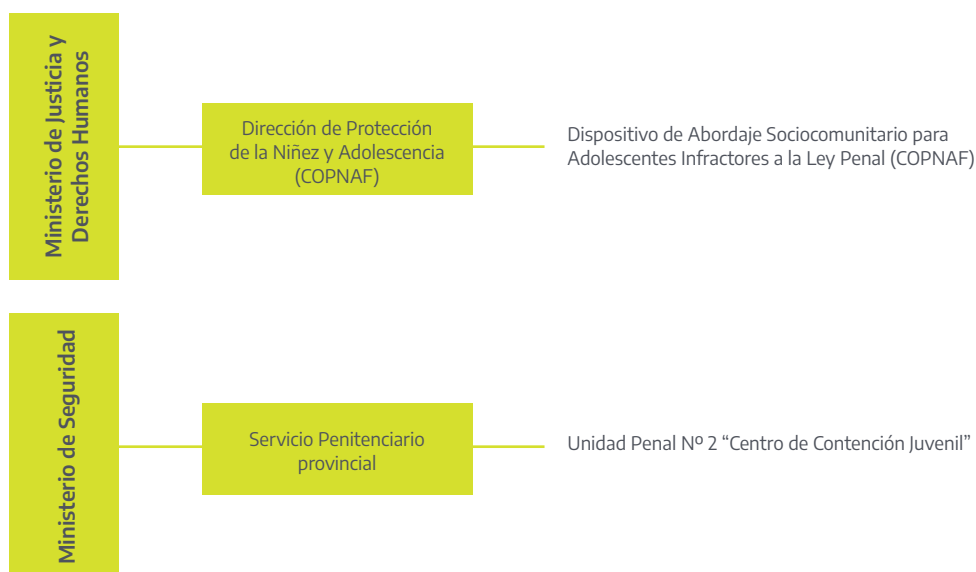 Ministerio de Justicia y
Derechos Humanos
Dirección de Protección
de la Niñez y Adolescencia
(COPNAF)
Dispositivo de Abordaje Sociocomunitario para
Adolescentes Infractores a la Ley Penal (COPNAF)
Ministerio de Seguridad
Servicio Penitenciario
provincial
Unidad Penal Nº 2 “Centro de Contención Juvenil”